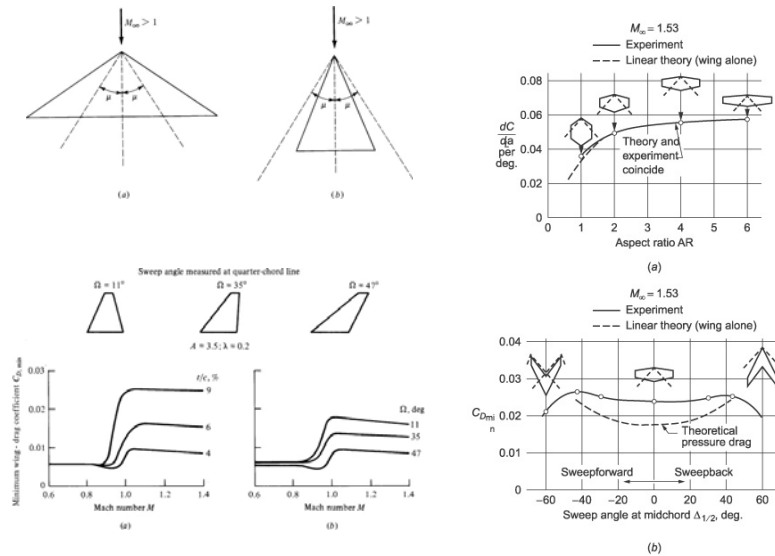 M∞ > 1
μ
μ
(a)
M∞ > 1
μ
μ
(b)
M∞ = 1.53
Experiment
Linear theory (wing alone)
0.08
0.06
0.04
0.02
0
dC
da
per
deg.
Theory and
experiment
coincide
1
2
3
4
5
6
Aspect ratio AR
(a)
Sweep angle measured at quarter-chord line
Ω = 11°
Ω = 35°
Ω = 47°
A = 3.5; λ = 0.2
Minimum wing - drag coefficient C_D, min
0.03
0.02
0.01
0
t/c, %
9
6
4
0.6
0.8
1.0
1.2
1.4
Mach number M
(a)
Ω, deg
11
35
47
0.6
0.8
1.0
1.2
1.4
Mach number M
(b)
M∞ = 1.53
Experiment
Linear theory (wing alone)
0.04
0.03
0.02
0.01
0
C_Dmi
n
Theoretical
pressure drag
Sweepforward
Sweepback
−60
−40
−20
0
20
40
60
Sweep angle at midchord Δ1/2, deg.
(b)